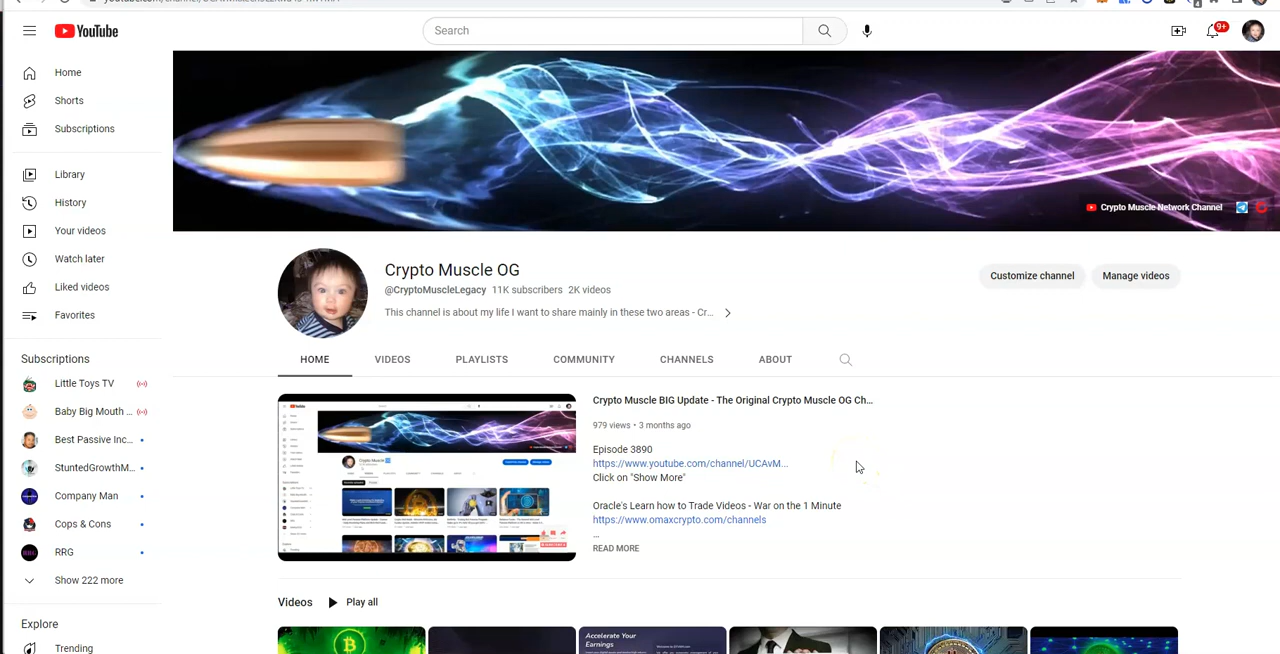 YouTube
Search
9+
Home
Shorts
Subscriptions
Library
History
Your videos
Watch later
Liked videos
Favorites
Subscriptions
Little Toys TV
Baby Big Mouth ...
Best Passive Inc...
StuntedGrowthM...
Company Man
Cops & Cons
RRG
Show 222 more
Explore
Trending
Crypto Muscle Network Channel
Crypto Muscle OG
@CryptoMuscleLegacy 11K subscribers 2K videos
This channel is about my life I want to share mainly in these two areas - Cr...
Customize channel
Manage videos
HOME VIDEOS PLAYLISTS COMMUNITY CHANNELS ABOUT
Crypto Muscle BIG Update - The Original Crypto Muscle OG Ch...
979 views • 3 months ago
Episode 3890
https://www.youtube.com/channel/UCAvM...
Click on "Show More"
Oracle's Learn how to Trade Videos - War on the 1 Minute
https://www.omaxcrypto.com/channels
...
READ MORE
Videos Play all
Accelerate Your
Earnings